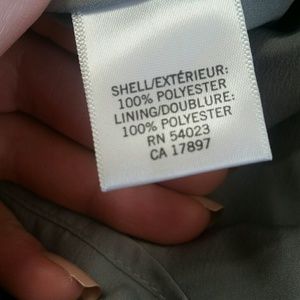 SHELL/EXTÉRIEUR:
100% POLYESTER
LINING/DOUBLURE:
100% POLYESTER
RN 54023
CA 17897